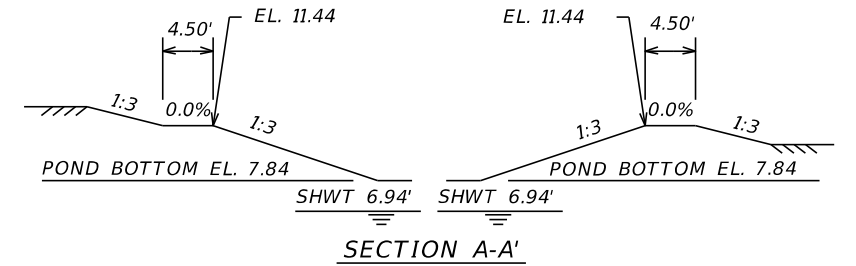 EL. 11.44
EL. 11.44
4.50'
4.50'
1:3
0.0%
1:3
1:3
0.0%
1:3
POND BOTTOM EL. 7.84
POND BOTTOM EL. 7.84
SHWT 6.94'
SHWT 6.94'
SECTION A-A'